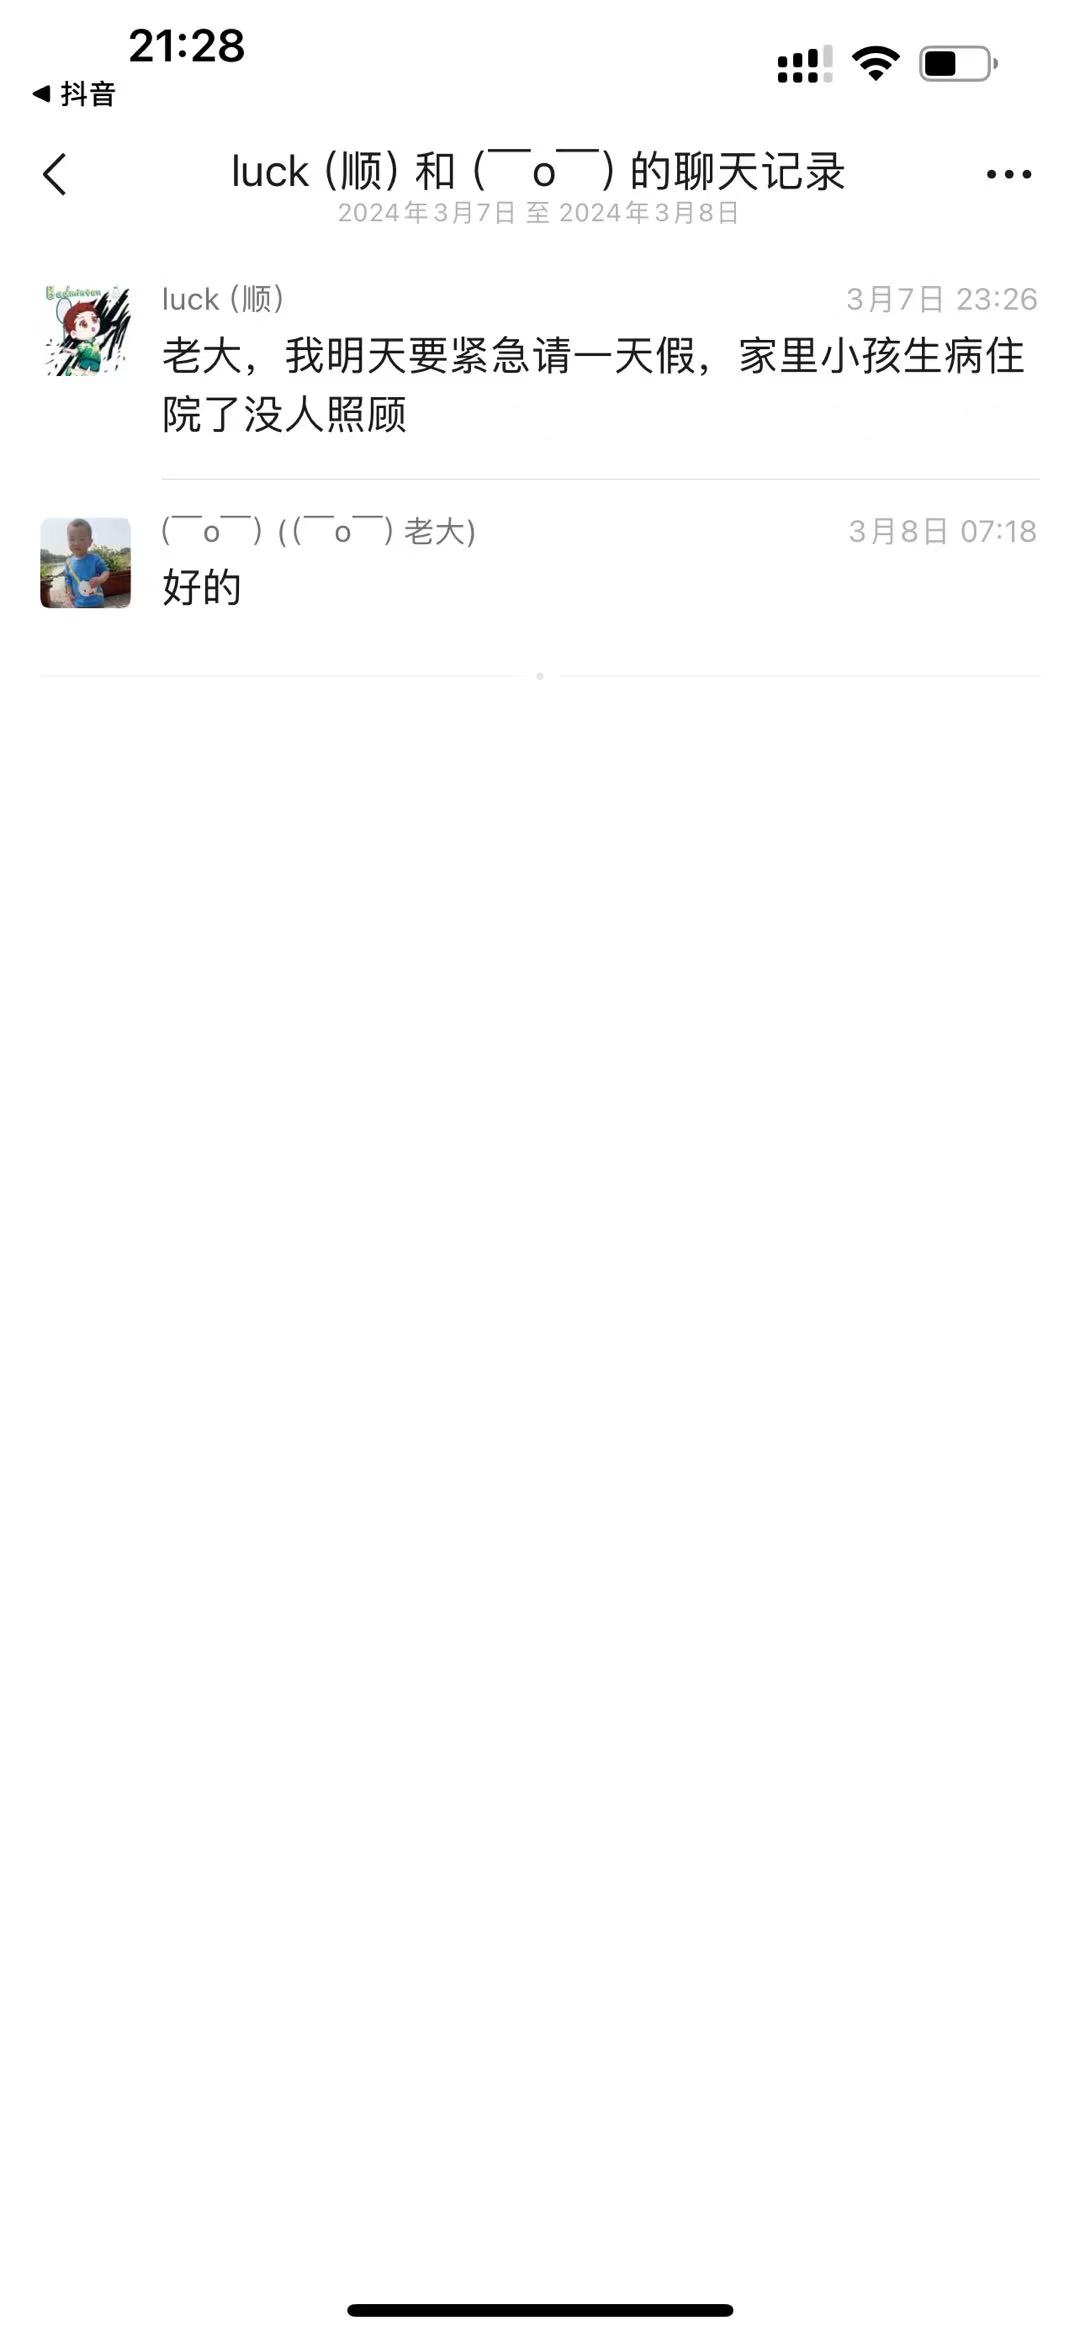 21:28
◀ 抖音
luck (顺) 和 (￣o￣) 的聊天记录
2024年3月7日 至 2024年3月8日
Badminton
luck (顺)
3月7日 23:26
老大，我明天要紧急请一天假，家里小孩生病住
院了没人照顾
(￣o￣) ((￣o￣) 老大)
3月8日 07:18
好的